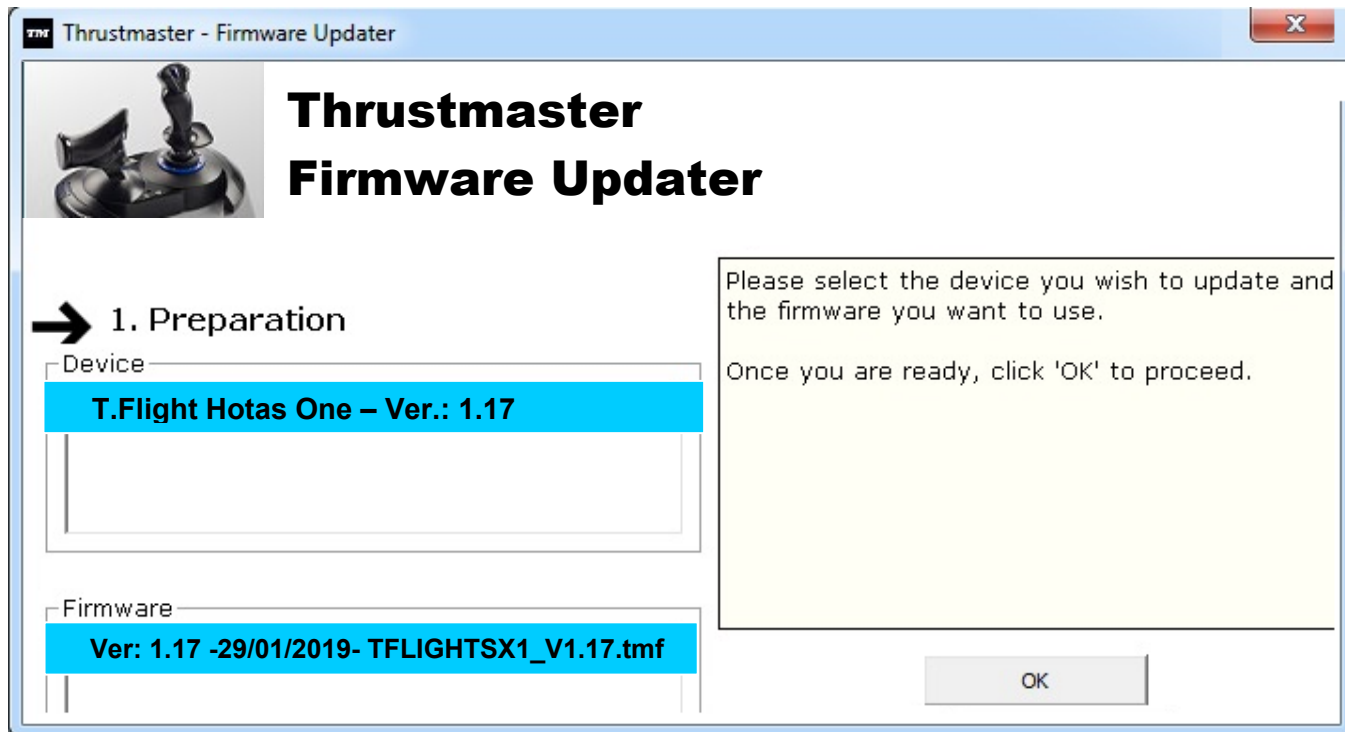 TM Thrustmaster - Firmware Updater
x
Thrustmaster
Firmware Updater
1. Preparation
Device
T.Flight Hotas One – Ver.: 1.17
Firmware
Ver: 1.17 -29/01/2019- TFLIGHTSX1_V1.17.tmf
Please select the device you wish to update and
the firmware you want to use.
Once you are ready, click 'OK' to proceed.
OK